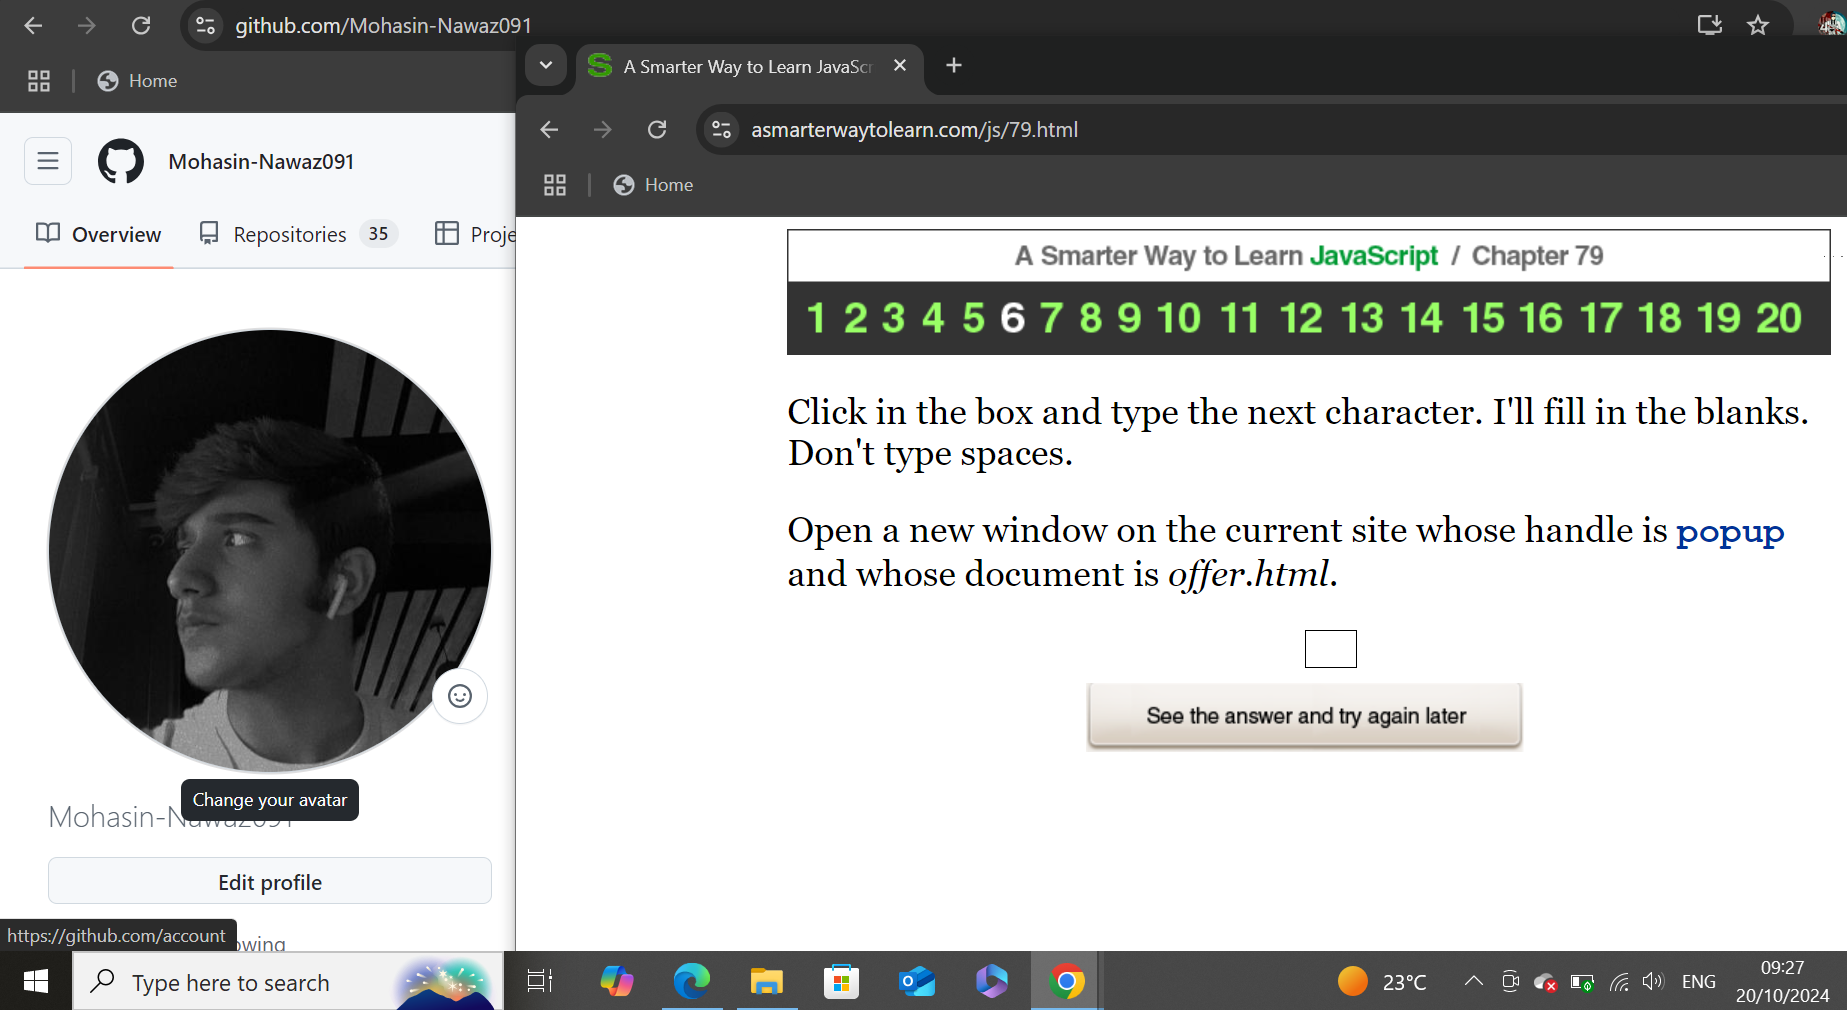 github.com/Mohasin-Nawaz091
Home
Mohasin-Nawaz091
Overview
Repositories 35
Proje
Change your avatar
Mohasin-Nawaz091
Edit profile
https://github.com/account
owing
A Smarter Way to Learn JavaScr
asmarterwaytolearn.com/js/79.html
Home
A Smarter Way to Learn JavaScript / Chapter 79
1 2 3 4 5 6 7 8 9 10 11 12 13 14 15 16 17 18 19 20
Click in the box and type the next character. I'll fill in the blanks.
Don't type spaces.
Open a new window on the current site whose handle is popup
and whose document is offer.html.
See the answer and try again later
Type here to search
23°C
ENG
09:27
20/10/2024